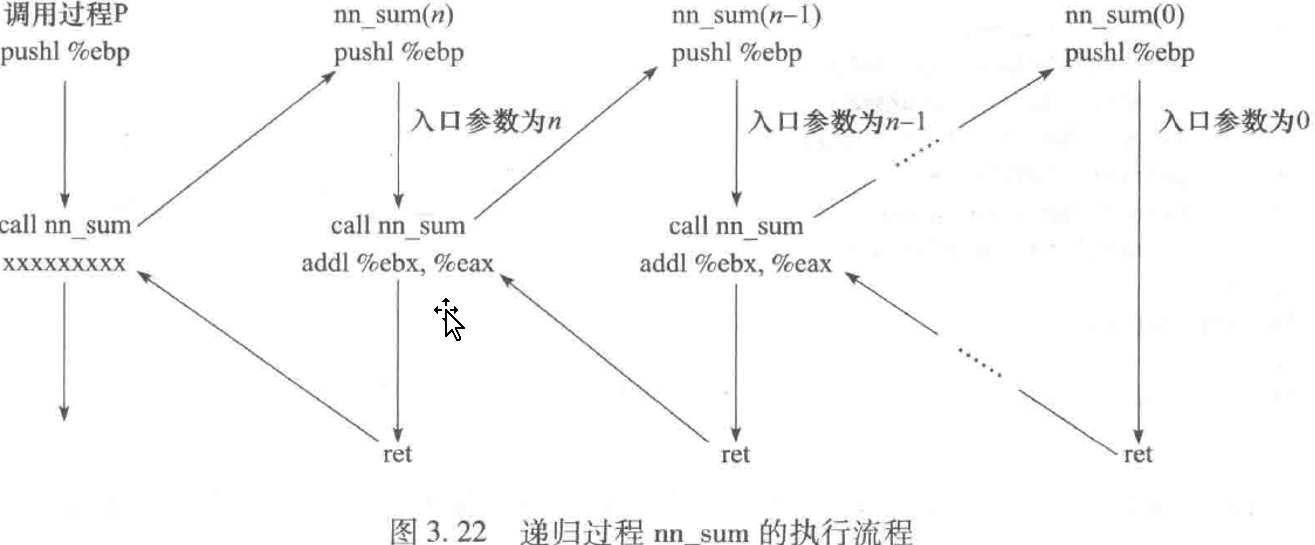 调用过程P nn_sum(n) nn_sum(n–1) nn_sum(0)
pushl %ebp pushl %ebp pushl %ebp pushl %ebp
入口参数为n 入口参数为n–1 入口参数为0
call nn_sum call nn_sum call nn_sum
xxxxxxxxx addl %ebx, %eax addl %ebx, %eax
ret ret ret
图 3. 22 递归过程 nn_sum 的执行流程